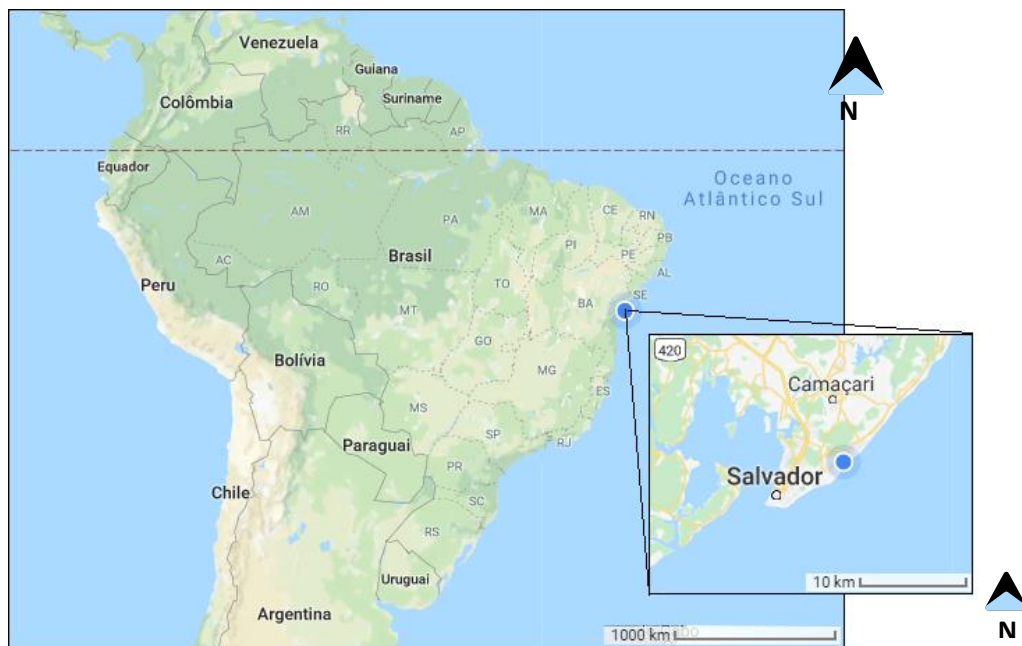 Venezuela
Guiana
Suriname
Colômbia
RR
AP
N
Equador
Oceano
Atlântico Sul
AM
PA
MA
CE
RN
PB
PI
PE
AL
Brasil
AC
RO
TO
BA
SE
Peru
MT
GO
Bolívia
MG
ES
MS
SP
RJ
Paraguai
PR
SC
RS
Chile
Uruguai
Argentina
1000 km
420
Camaçari
Salvador
10 km
N